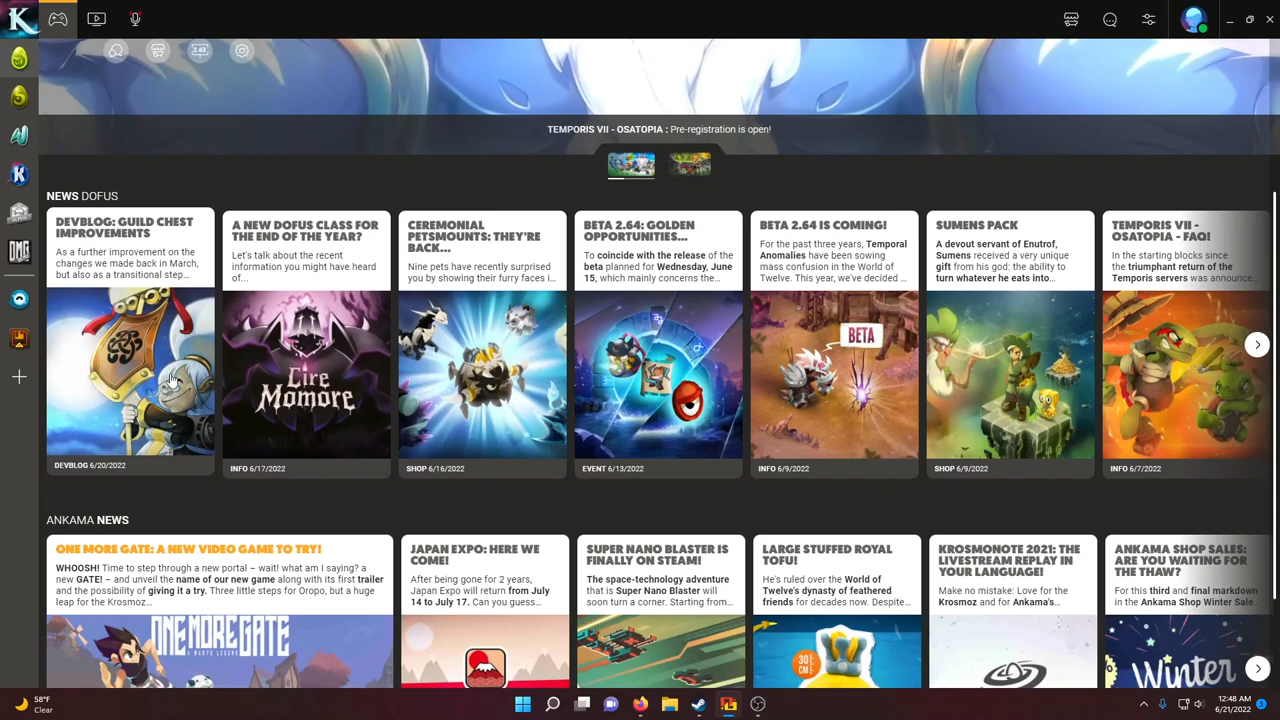 2.63
TEMPORIS VII - OSATOPIA : Pre-registration is open!
NEWS DOFUS
DEVBLOG: GUILD CHEST
IMPROVEMENTS
As a further improvement on the
changes we made back in March,
but also as a transitional step...
DEVBLOG 6/20/2022
A NEW DOFUS CLASS FOR
THE END OF THE YEAR?
Let's talk about the recent
information you might have heard
of...
Cire
Momore
INFO 6/17/2022
CEREMONIAL
PETSMOUNTS: THEY'RE
BACK...
Nine pets have recently surprised
you by showing their furry faces i...
SHOP 6/16/2022
BETA 2.64: GOLDEN
OPPORTUNITIES...
To coincide with the release of the
beta planned for Wednesday, June
15, which mainly concerns the...
EVENT 6/13/2022
BETA 2.64 IS COMING!
For the past three years, Temporal
Anomalies have been sowing
mass confusion in the World of
Twelve. This year, we've decided ...
BETA
INFO 6/9/2022
SUMENS PACK
A devout servant of Enutrof,
Sumens received a very unique
gift from his god: the ability to
turn whatever he eats into...
SHOP 6/9/2022
TEMPORIS VII -
OSATOPIA - FAQ!
In the starting blocks since
the triumphant return of the
Temporis servers was announce...
INFO 6/7/2022
ANKAMA NEWS
ONE MORE GATE: A NEW VIDEO GAME TO TRY!
WHOOSH! Time to step through a new portal – wait! what am I saying? a
new GATE! – and unveil the name of our new game along with its first trailer
and the possibility of giving it a try. Three little steps for Oropo, but a huge
leap for the Krosmoz...
ONE MORE GATE
JAPAN EXPO: HERE WE
COME!
After being gone for 2 years,
Japan Expo will return from July
14 to July 17. Can you guess...
SUPER NANO BLASTER IS
FINALLY ON STEAM!
The space-technology adventure
that is Super Nano Blaster will
soon turn a corner. Starting from...
LARGE STUFFED ROYAL
TOFU!
He's ruled over the World of
Twelve's dynasty of feathered
friends for decades now. Despite...
30
CM
KROSMONOTE 2021: THE
LIVESTREAM REPLAY IN
YOUR LANGUAGE!
Make no mistake: Love for the
Krosmoz and for Ankama's...
ANKAMA SHOP SALES:
ARE YOU WAITING FOR
THE THAW?
For this third and final markdown
in the Ankama Shop Winter Sale...
Winter
58°F
Clear
12:48 AM
6/21/2022